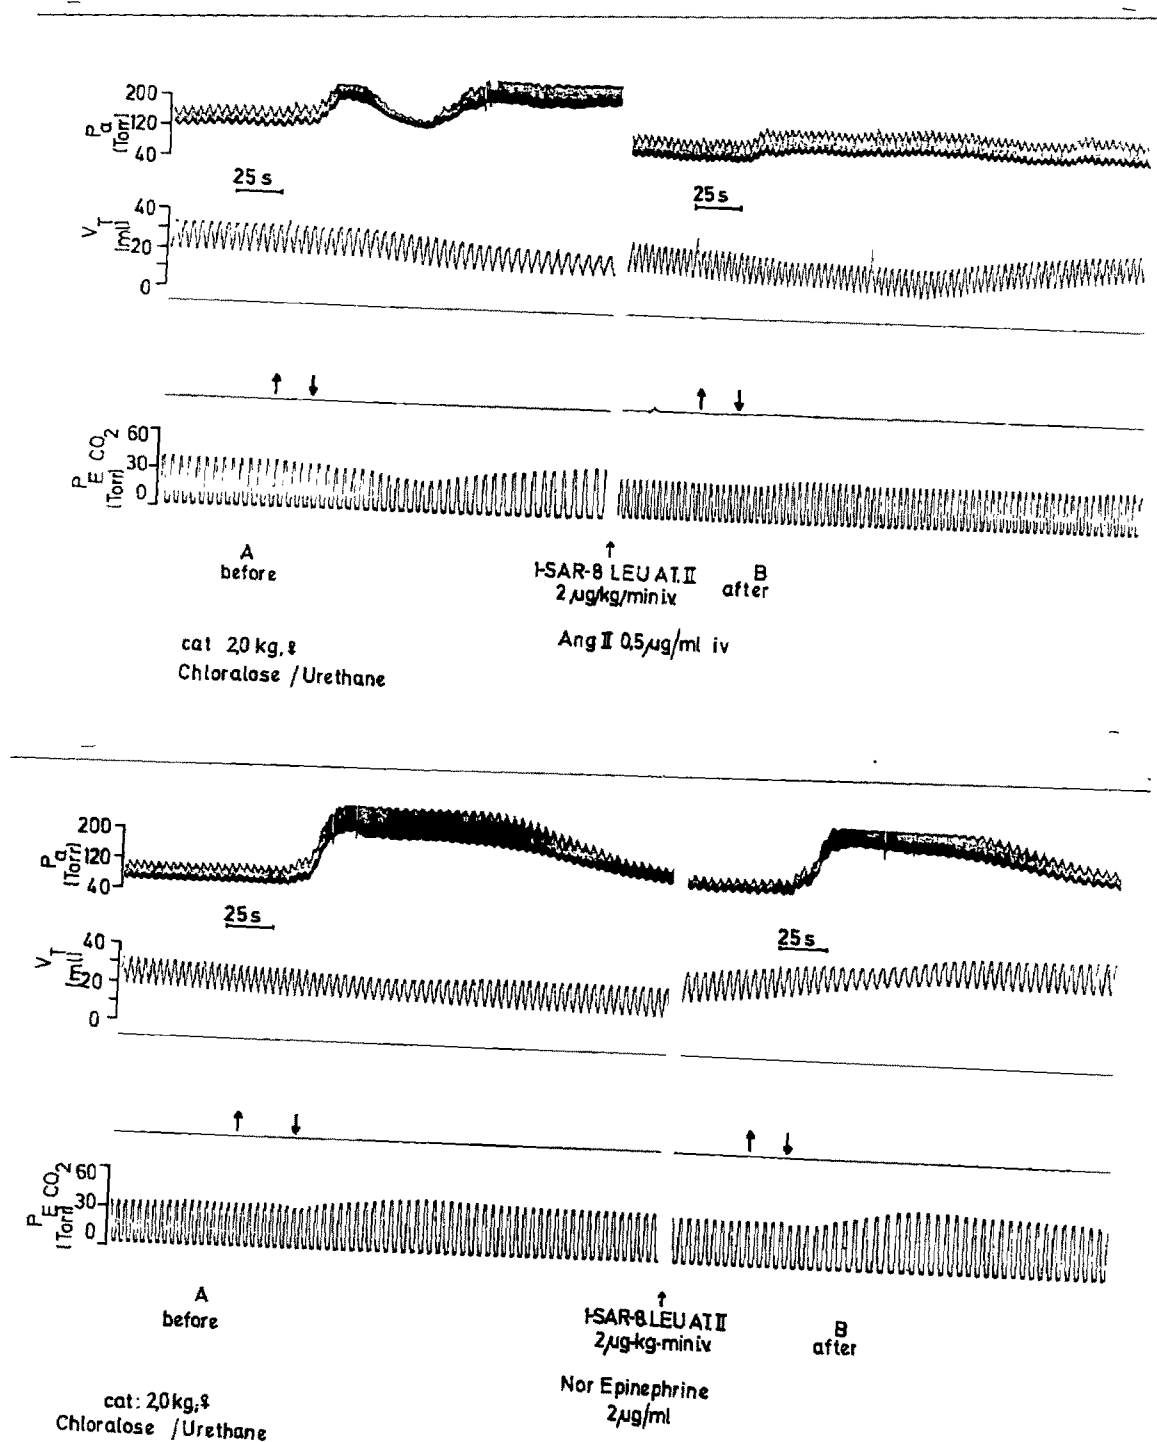 200
120
40
Pa
[Torr]
25 s
25 s
40
20
0
VT
[ml]
60
30
0
PE CO2
(Torr)
A
before
1-SAR-8 LEU AT. II
2 µg/kg/min iv.
B
after
cat 2,0 kg, ♀
Chloralose / Urethane
Ang II 0,5 µg/ml iv
200
120
40
Pa
[Torr]
25 s
25 s
40
20
0
VT
[ml]
60
30
0
PE CO2
(Torr)
A
before
1-SAR-8 LEU AT II
2 µg-kg-min iv.
B
after
Nor Epinephrine
2 µg/ml
cat: 2,0 kg, ♀
Chloralose / Urethane